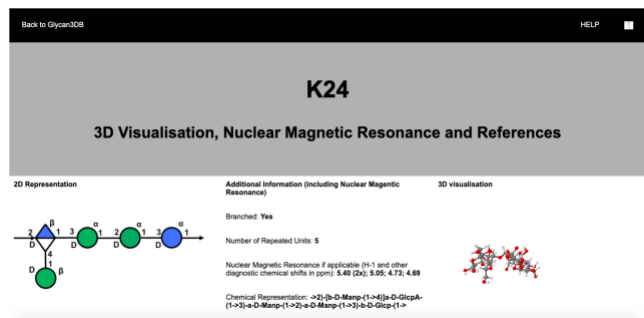 Back to Glycan3DB
HELP
K24
3D Visualisation, Nuclear Magnetic Resonance and References
2D Representation
Additional Information (including Nuclear Magentic
Resonance)
3D visualisation
Branched: Yes
Number of Repeated Units: 5
Nuclear Magnetic Resonance if applicable (H-1 and other
diagnostic chemical shifts in ppm): 5.40 (2x); 5.05; 4.73; 4.69
Chemical Representation: ->2)-[b-D-Manp-(1->4)]a-D-GlcpA-
(1->3)-a-D-Manp-(1->2)-a-D-Manp-(1->3)-b-D-Glcp-(1->
β α α α
2 1 3 1 2 1 3 1
D D D D
4
1
D β